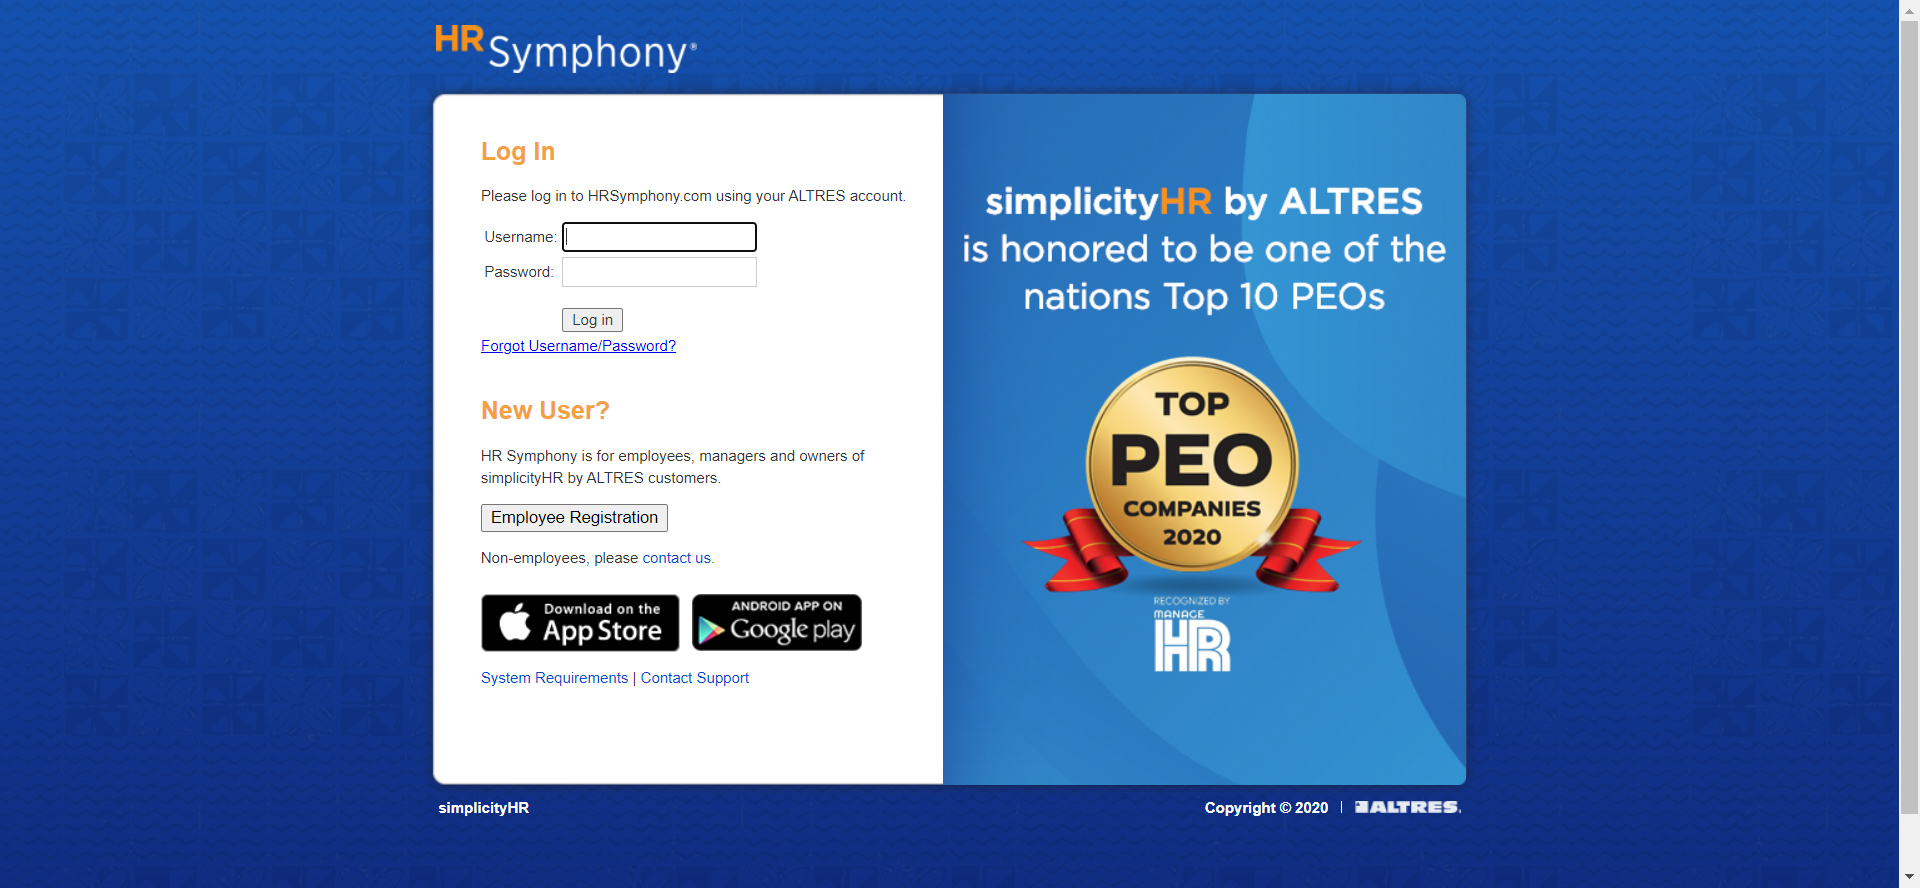 HR Symphony®
Log In
Please log in to HRSymphony.com using your ALTRES account.
Username:
Password:
Log in
Forgot Username/Password?
New User?
HR Symphony is for employees, managers and owners of
simplicityHR by ALTRES customers.
Employee Registration
Non-employees, please contact us.
Download on the
App Store
ANDROID APP ON
Google play
System Requirements | Contact Support
simplicityHR by ALTRES
is honored to be one of the
nations Top 10 PEOs
TOP
PEO
COMPANIES
2020
RECOGNIZED BY
MANAGE
HR
simplicityHR
Copyright © 2020 | ALTRES.